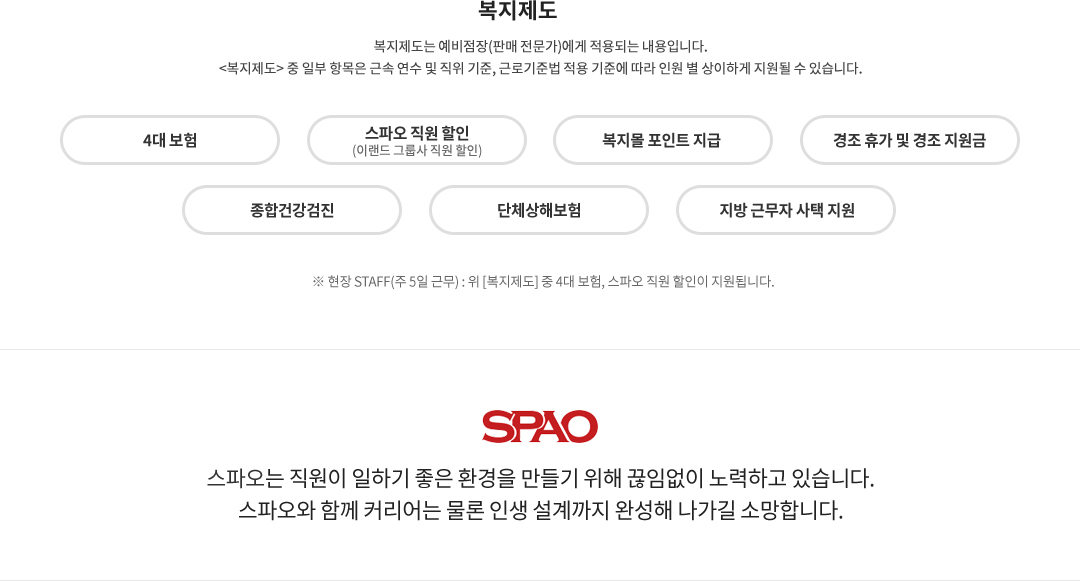 복지제도
복지제도는 예비점장(판매 전문가)에게 적용되는 내용입니다.
<복지제도> 중 일부 항목은 근속 연수 및 직위 기준, 근로기준법 적용 기준에 따라 인원 별 상이하게 지원될 수 있습니다.
4대 보험
스파오 직원 할인
(이랜드 그룹사 직원 할인)
복지몰 포인트 지급
경조 휴가 및 경조 지원금
종합건강검진
단체상해보험
지방 근무자 사택 지원
※ 현장 STAFF(주 5일 근무) : 위 [복지제도] 중 4대 보험, 스파오 직원 할인이 지원됩니다.
SPAO
스파오는 직원이 일하기 좋은 환경을 만들기 위해 끊임없이 노력하고 있습니다.
스파오와 함께 커리어는 물론 인생 설계까지 완성해 나가길 소망합니다.